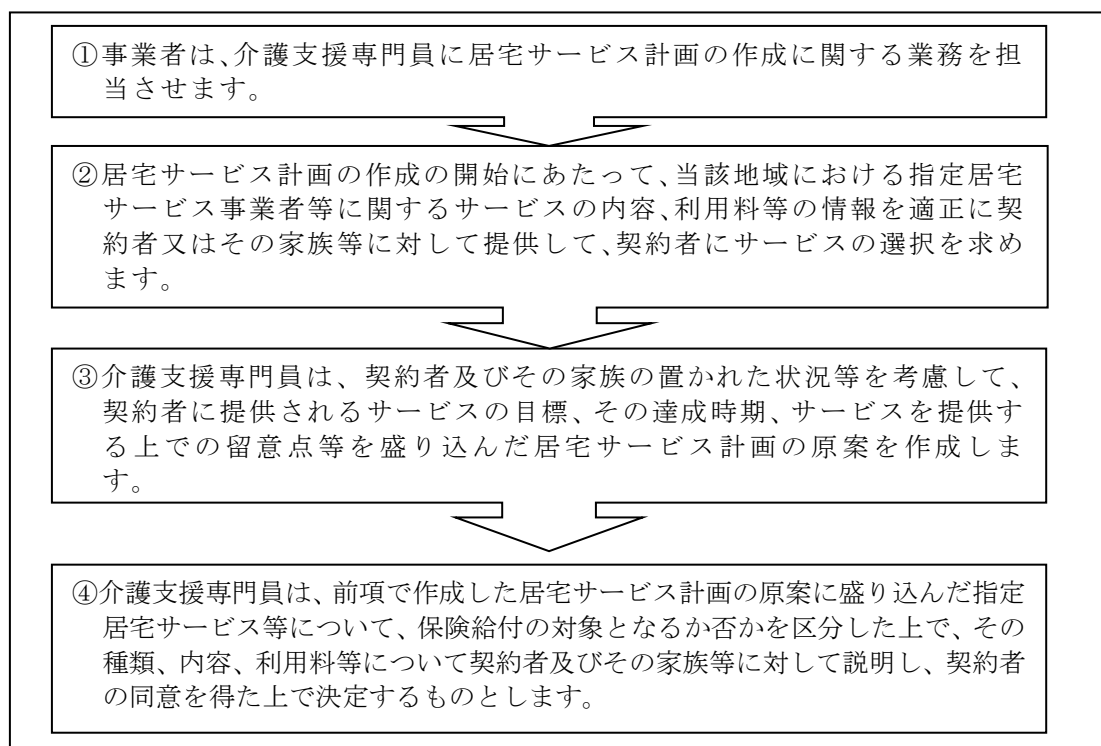 ①事業者は、介護支援専門員に居宅サービス計画の作成に関する業務を担
当させます。
②居宅サービス計画の作成の開始にあたって、当該地域における指定居宅
サービス事業者等に関するサービスの内容、利用料等の情報を適正に契
約者又はその家族等に対して提供して、契約者にサービスの選択を求め
ます。
③介護支援専門員は、契約者及びその家族の置かれた状況等を考慮して、
契約者に提供されるサービスの目標、その達成時期、サービスを提供す
る上での留意点等を盛り込んだ居宅サービス計画の原案を作成しま
す。
④介護支援専門員は、前項で作成した居宅サービス計画の原案に盛り込んだ指定
居宅サービス等について、保険給付の対象となるか否かを区分した上で、その
種類、内容、利用料等について契約者及びその家族等に対して説明し、契約者
の同意を得た上で決定するものとします。